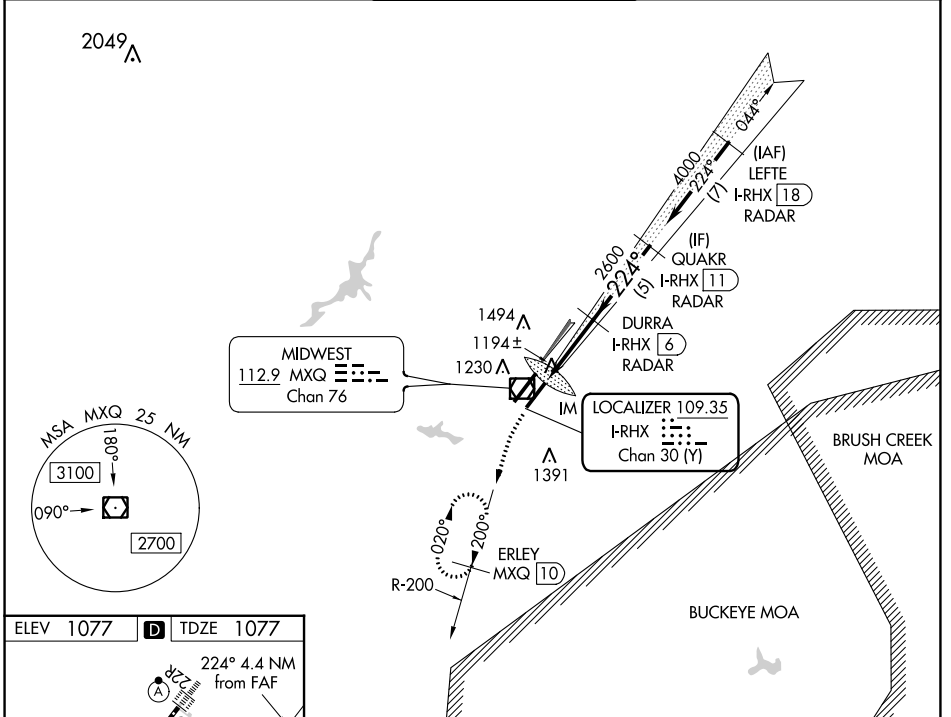 2049
044°
4000
224°
(7)
(IAF)
LEFTE
I-RHX 18
RADAR
2600
224°
(5)
(IF)
QUAKR
I-RHX 11
RADAR
1494
1194±
1230
DURRA
I-RHX 6
RADAR
MIDWEST
112.9 MXQ
Chan 76
IM
LOCALIZER 109.35
I-RHX
Chan 30 (Y)
1391
BRUSH CREEK
MOA
MSA MXQ 25 NM
180°
3100
090°
2700
020°
200°
ERLEY
MXQ 10
R-200
BUCKEYE MOA
ELEV 1077 D TDZE 1077
22R
A
224° 4.4 NM
from FAF